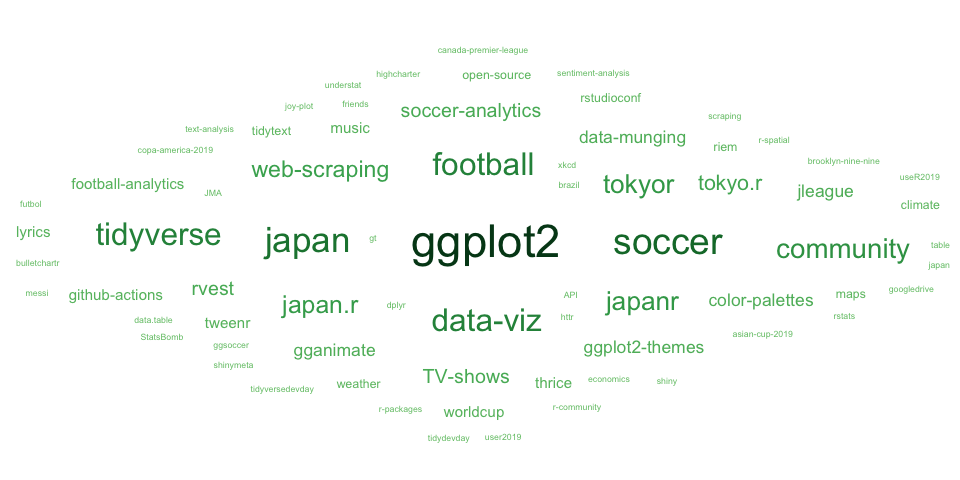 canada-premier-league
highcharter open-source sentiment-analysis
understat
joy-plot friends soccer-analytics rstudioconf
scraping
text-analysis tidytext music data-munging r-spatial
copa-america-2019 riem
web-scraping football xkcd brooklyn-nine-nine
football-analytics JMA brazil tokyor tokyo.r jleague useR2019
futbol climate
lyrics tidyverse japan gt ggplot2 soccer community table
bulletchartr japan
messi github-actions rvest japan.r dplyr API japanr color-palettes maps googledrive
data.table tweenr data-viz httr rstats
StatsBomb ggsoccer asian-cup-2019
gganimate ggplot2-themes
shinymeta
tidyversedevday weather TV-shows thrice economics shiny
r-packages worldcup r-community
tidydevday user2019